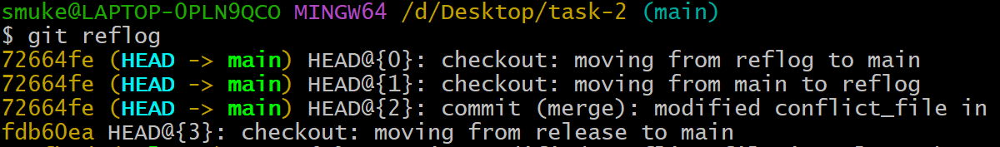 smuke@LAPTOP-0PLN9QCO MINGW64 /d/Desktop/task-2 (main)
$ git reflog
72664fe (HEAD -> main) HEAD@{0}: checkout: moving from reflog to main
72664fe (HEAD -> main) HEAD@{1}: checkout: moving from main to reflog
72664fe (HEAD -> main) HEAD@{2}: commit (merge): modified conflict_file in
fdb60ea HEAD@{3}: checkout: moving from release to main